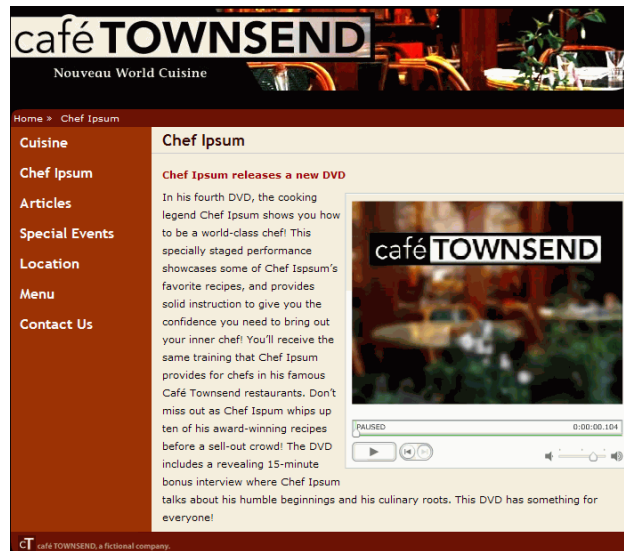 café TOWNSEND
Nouveau World Cuisine
Home » Chef Ipsum
Cuisine
Chef Ipsum
Articles
Special Events
Location
Menu
Contact Us
Chef Ipsum
Chef Ipsum releases a new DVD
In his fourth DVD, the cooking
legend Chef Ipsum shows you how
to be a world-class chef! This
specially staged performance
showcases some of Chef Ispsum's
favorite recipes, and provides
solid instruction to give you the
confidence you need to bring out
your inner chef! You'll receive the
same training that Chef Ipsum
provides for chefs in his famous
Café Townsend restaurants. Don't
miss out as Chef Ispum whips up
ten of his award-winning recipes
before a sell-out crowd! The DVD
includes a revealing 15-minute
bonus interview where Chef Ipsum
talks about his humble beginnings and his culinary roots. This DVD has something for
everyone!
café TOWNSEND
PAUSED 0:00:00.104
cT café TOWNSEND, a fictional company.